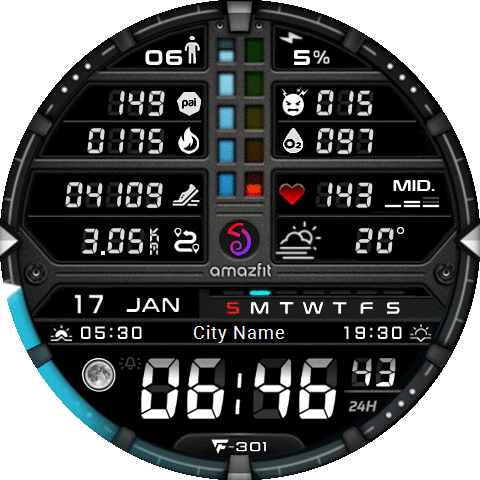 06 5%
149 pai 015
0175 O2 097
04109 143 MID.
3.05 KM 20°
amazfit
17 JAN S M T W T F S
05:30 City Name 19:30
06:46 43
24H
F-301